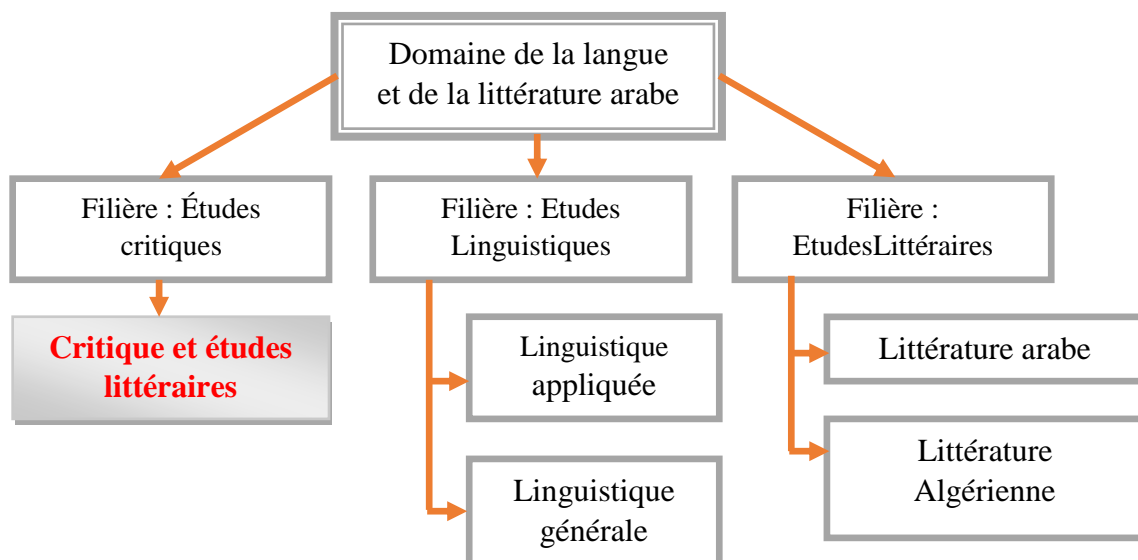 Domaine de la langue
et de la littérature arabe
Filière : Études
critiques
Filière : Etudes
Linguistiques
Filière :
EtudesLittéraires
Critique et études
littéraires
Linguistique
appliquée
Linguistique
générale
Littérature arabe
Littérature
Algérienne